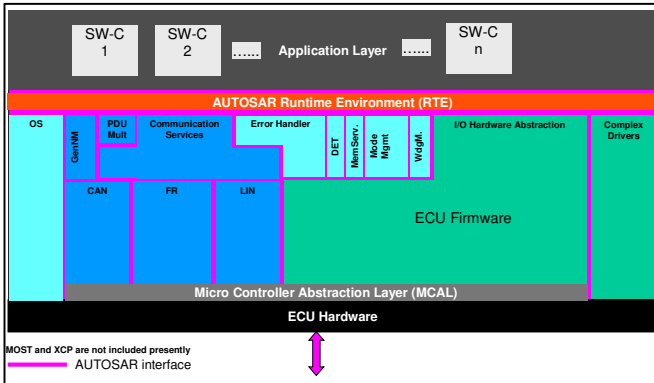 SW-C
1
SW-C
2
…...
Application Layer
…...
SW-C
n
AUTOSAR Runtime Environment (RTE)
OS
GenNM
PDU
Mult
Communication
Services
Error Handler
DET
MemServ.
Mode
Mgmt
WdgM.
I/O Hardware Abstraction
Complex
Drivers
CAN
FR
LIN
ECU Firmware
Micro Controller Abstraction Layer (MCAL)
ECU Hardware
MOST and XCP are not included presently
AUTOSAR interface